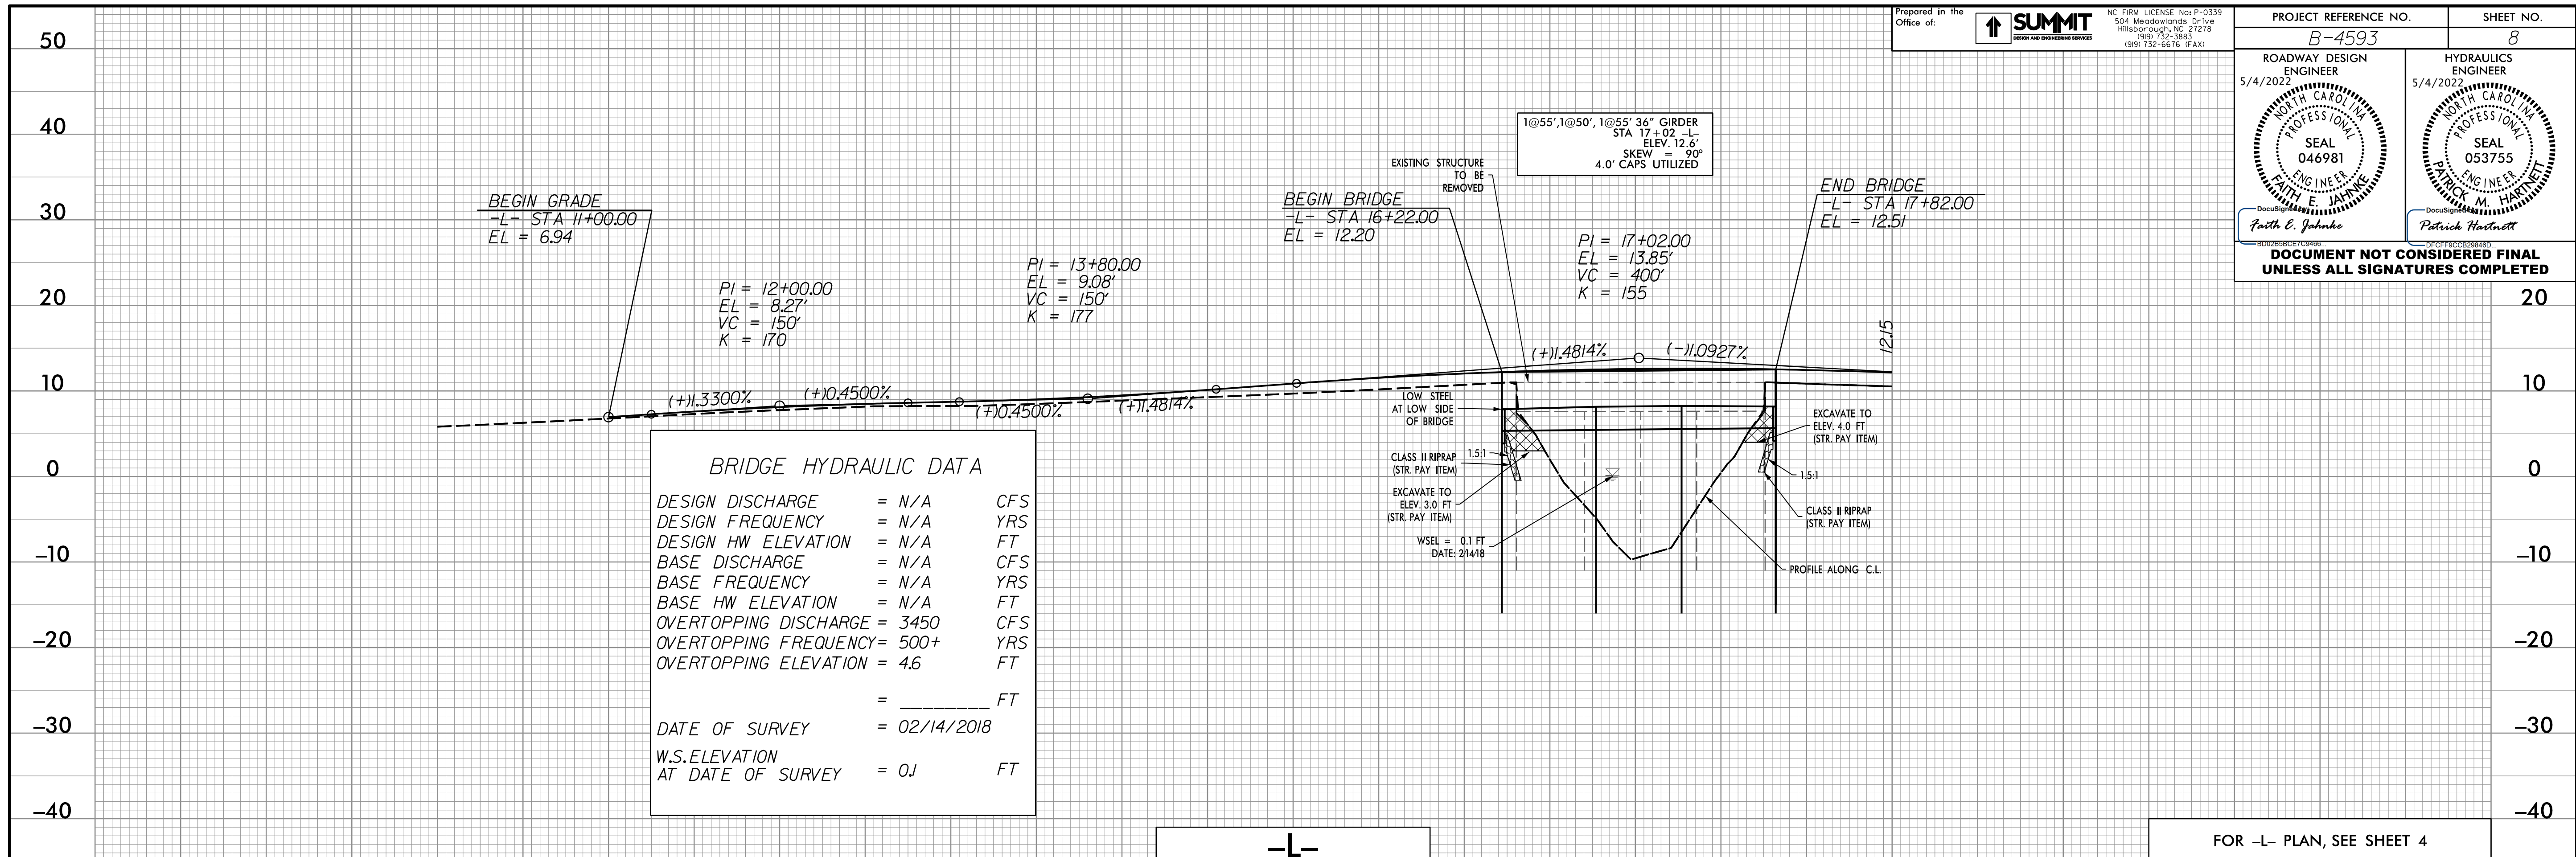 Prepared in the
Office of:
SUMMIT
DESIGN AND ENGINEERING SERVICES
NC FIRM LICENSE No: P-0339
504 Meadowlands Drive
Hillsborough, NC 27278
(919) 732-3883
(919) 732-6676 (FAX)
PROJECT REFERENCE NO.
SHEET NO.
B-4593
8
ROADWAY DESIGN
ENGINEER
HYDRAULICS
ENGINEER
5/4/2022
NORTH CAROLINA
PROFESSIONAL
SEAL
046981
ENGINEER
FAITH E. JAHNKE
DocuSigned
Faith E. Jahnke
BD02B5BCE7C9466...
5/4/2022
NORTH CAROLINA
PROFESSIONAL
SEAL
053755
ENGINEER
PATRICK M. HARTNETT
DocuSigned
Patrick Hartnett
DFCFF9CCB29846D...
DOCUMENT NOT CONSIDERED FINAL
UNLESS ALL SIGNATURES COMPLETED
50
40
30
20
10
0
-10
-20
-30
-40
BEGIN GRADE
-L- STA 11+00.00
EL = 6.94
PI = 12+00.00
EL = 8.27'
VC = 150'
K = 170
PI = 13+80.00
EL = 9.08'
VC = 150'
K = 177
BEGIN BRIDGE
-L- STA 16+22.00
EL = 12.20
EXISTING STRUCTURE
TO BE
REMOVED
1@55',1@50', 1@55' 36" GIRDER
STA 17+02 -L-
ELEV. 12.6'
SKEW = 90°
4.0' CAPS UTILIZED
PI = 17+02.00
EL = 13.85'
VC = 400'
K = 155
END BRIDGE
-L- STA 17+82.00
EL = 12.51
(+)1.3300%
(+)0.4500%
(+)0.4500%
(+)1.4814%
(+)1.4814%
(-)1.0927%
12.15
LOW STEEL
AT LOW SIDE
OF BRIDGE
CLASS II RIPRAP
(STR. PAY ITEM)
1.5:1
EXCAVATE TO
ELEV. 3.0 FT
(STR. PAY ITEM)
WSEL = 0.1 FT
DATE: 2/14/18
EXCAVATE TO
ELEV. 4.0 FT
(STR. PAY ITEM)
1.5:1
CLASS II RIPRAP
(STR. PAY ITEM)
PROFILE ALONG C.L.
BRIDGE HYDRAULIC DATA
DESIGN DISCHARGE = N/A CFS
DESIGN FREQUENCY = N/A YRS
DESIGN HW ELEVATION = N/A FT
BASE DISCHARGE = N/A CFS
BASE FREQUENCY = N/A YRS
BASE HW ELEVATION = N/A FT
OVERTOPPING DISCHARGE = 3450 CFS
OVERTOPPING FREQUENCY= 500+ YRS
OVERTOPPING ELEVATION = 4.6 FT
= ________ FT
DATE OF SURVEY = 02/14/2018
W.S.ELEVATION
AT DATE OF SURVEY = 0.1 FT
20
10
0
-10
-20
-30
-40
-L-
FOR -L- PLAN, SEE SHEET 4